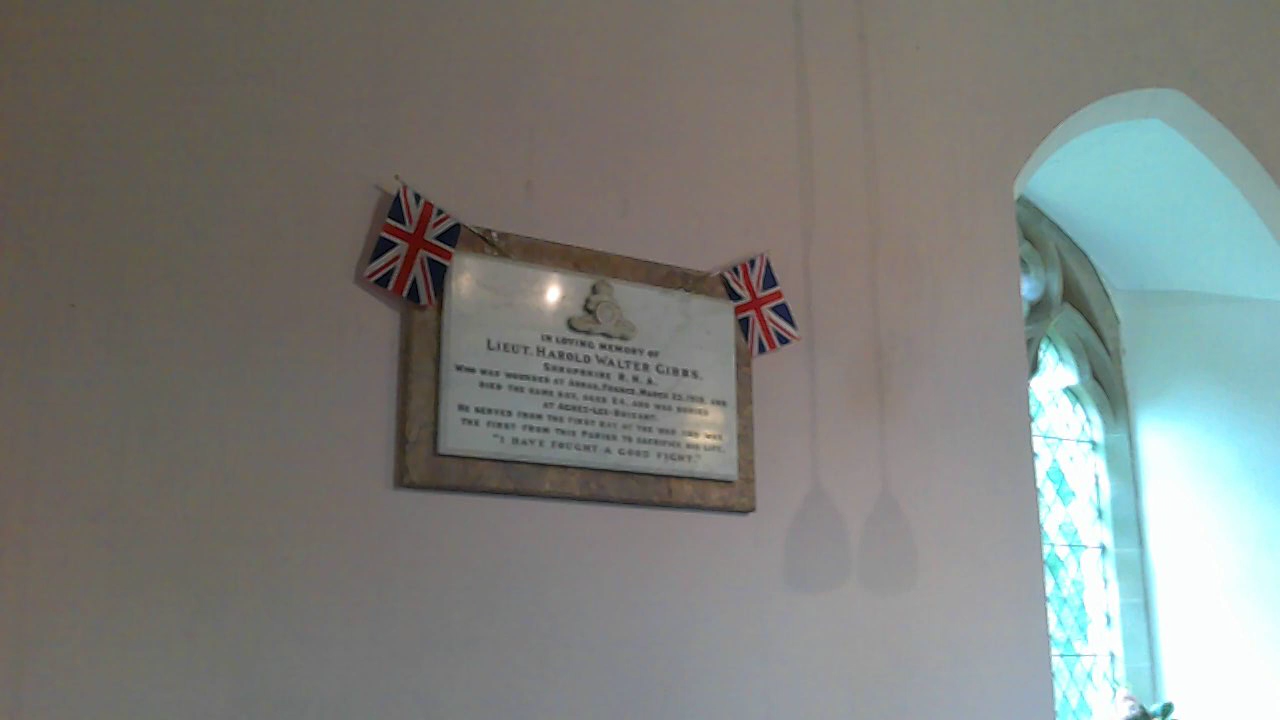 IN LOVING MEMORY OF
LIEUT. HAROLD WALTER GIBBS.
SHROPSHIRE R.H.A.
WHO WAS WOUNDED AT ARRAS, FRANCE, MARCH 23, 1918, AND
DIED THE SAME DAY, AGED 24, AND WAS BURIED
AT AGNEZ-LES-DUISANS.
HE SERVED FROM THE FIRST DAY OF THE WAR AND WAS
THE FIRST FROM THIS PARISH TO SACRIFICE HIS LIFE.
"I HAVE FOUGHT A GOOD FIGHT."